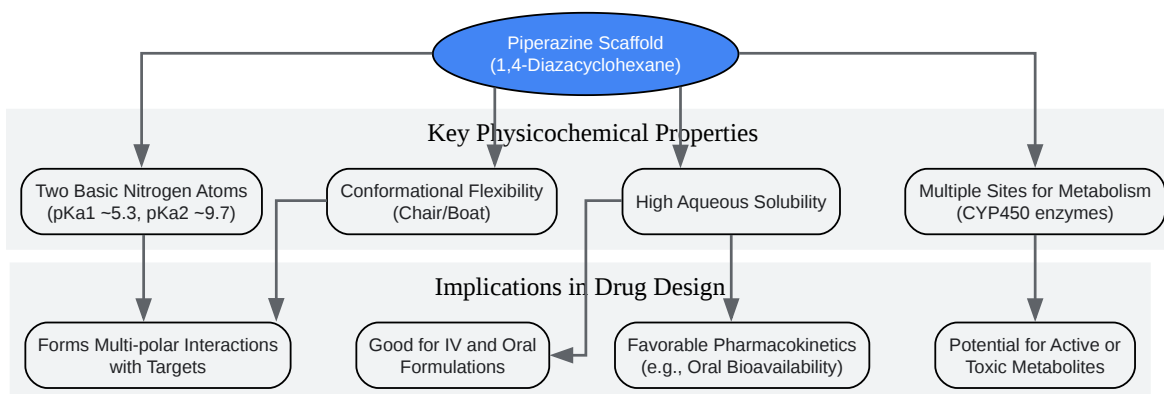 Piperazine Scaffold
(1,4-Diazacyclohexane)
Key Physicochemical Properties
Two Basic Nitrogen Atoms
(pKa1 ~5.3, pKa2 ~9.7)
Conformational Flexibility
(Chair/Boat)
High Aqueous Solubility
Multiple Sites for Metabolism
(CYP450 enzymes)
Implications in Drug Design
Forms Multi-polar Interactions
with Targets
Good for IV and Oral
Formulations
Favorable Pharmacokinetics
(e.g., Oral Bioavailability)
Potential for Active or
Toxic Metabolites